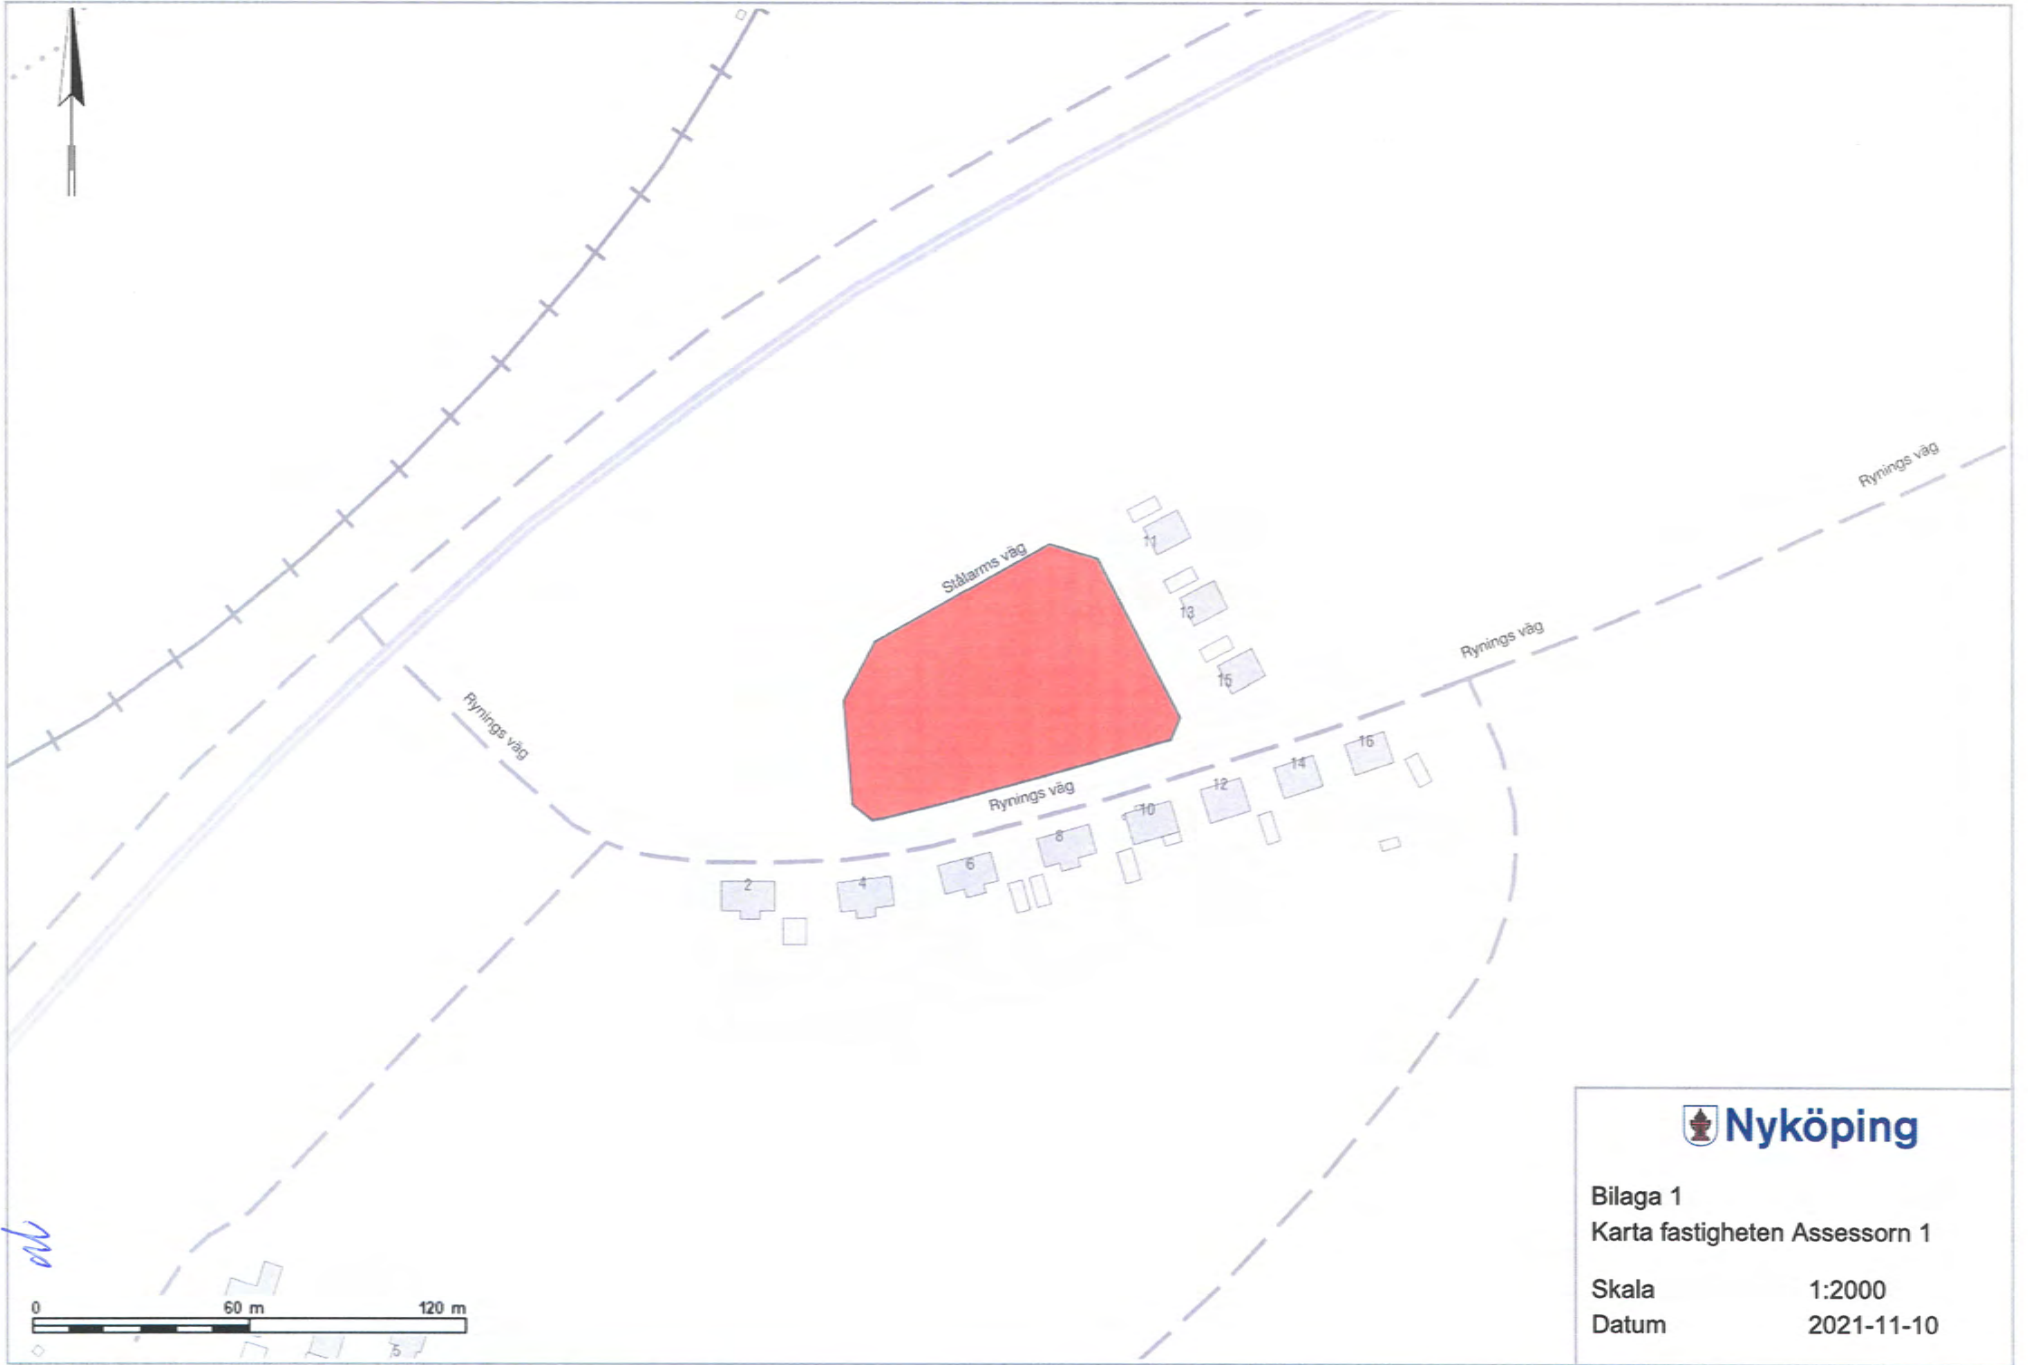 Stålarms väg
11
13
15
Rynings väg
Rynings väg
Rynings väg
Rynings väg
2
4
6
8
10
12
14
16
Nyköping
Bilaga 1
Karta fastigheten Assessorn 1
Skala 1:2000
Datum 2021-11-10
0 60 m 120 m
5